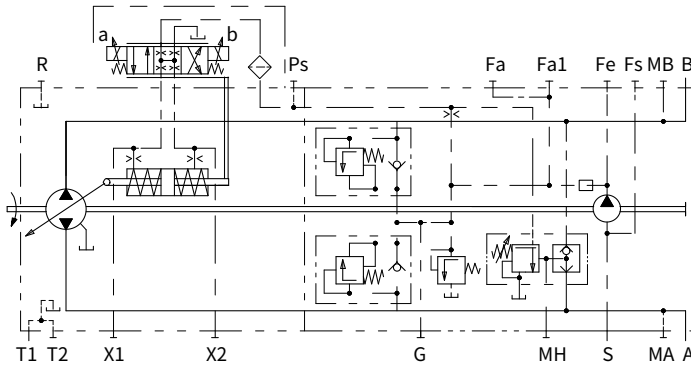 a b
R Ps Fa Fa1 Fe Fs MB B
T1 T2 X1 X2 G MH S MA A